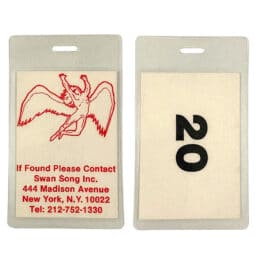 If Found Please Contact
Swan Song Inc.
444 Madison Avenue
New York, N.Y. 10022
Tel: 212-752-1330
20